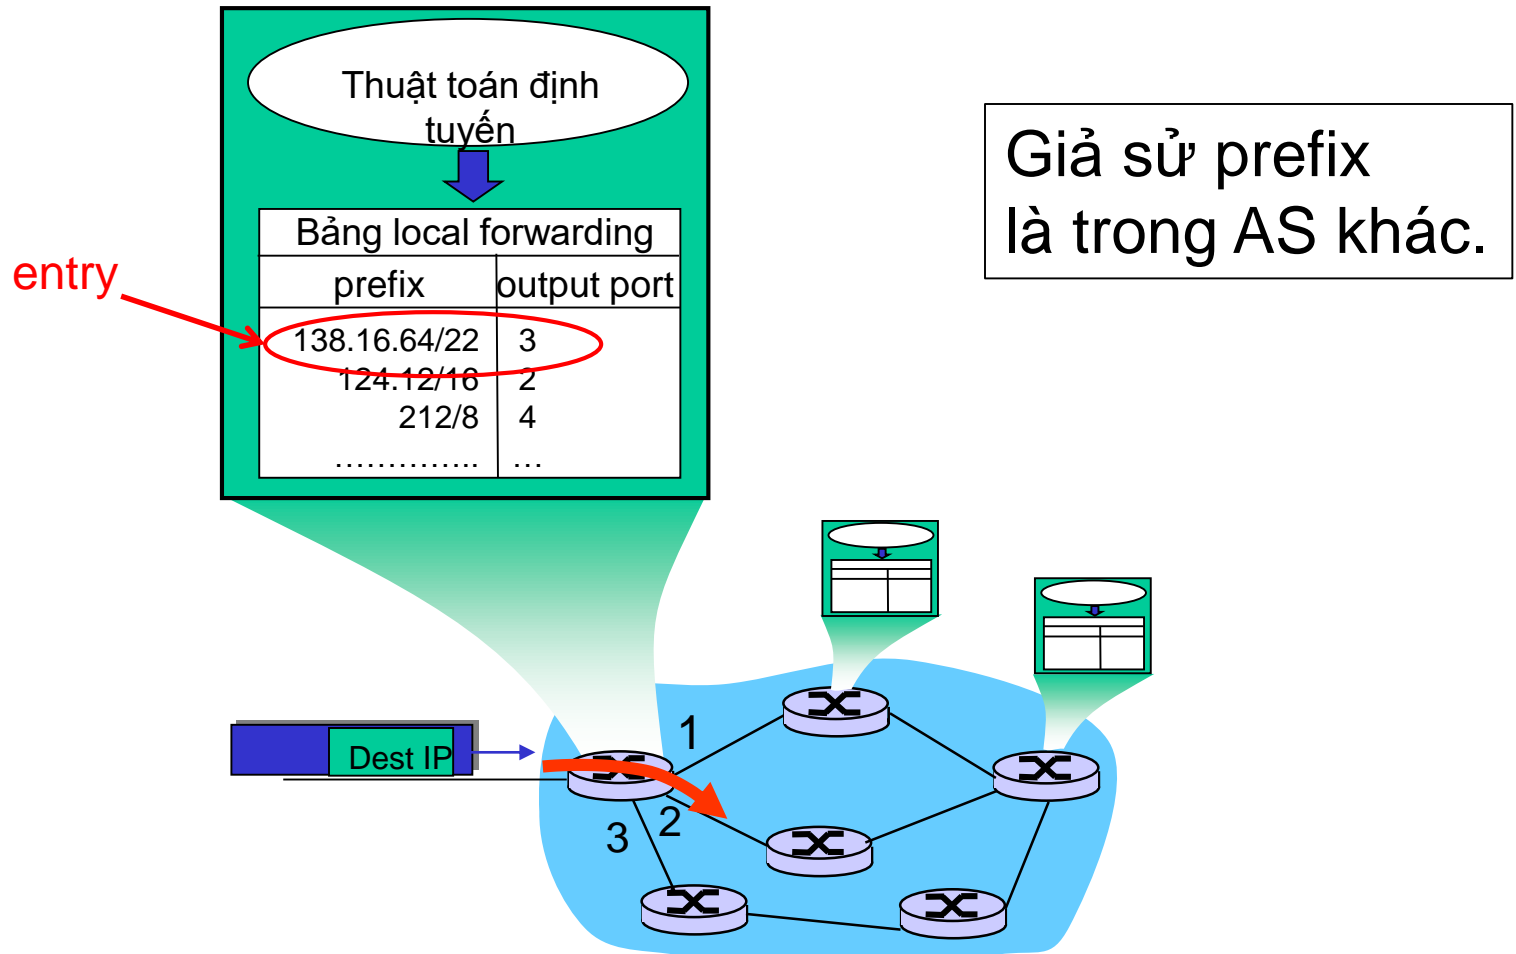 Thuật toán định
tuyến
Bảng local forwarding
prefix output port
138.16.64/22 3
124.12/16 2
212/8 4
………….. …
entry
Giả sử prefix
là trong AS khác.
Dest IP
1
2
3